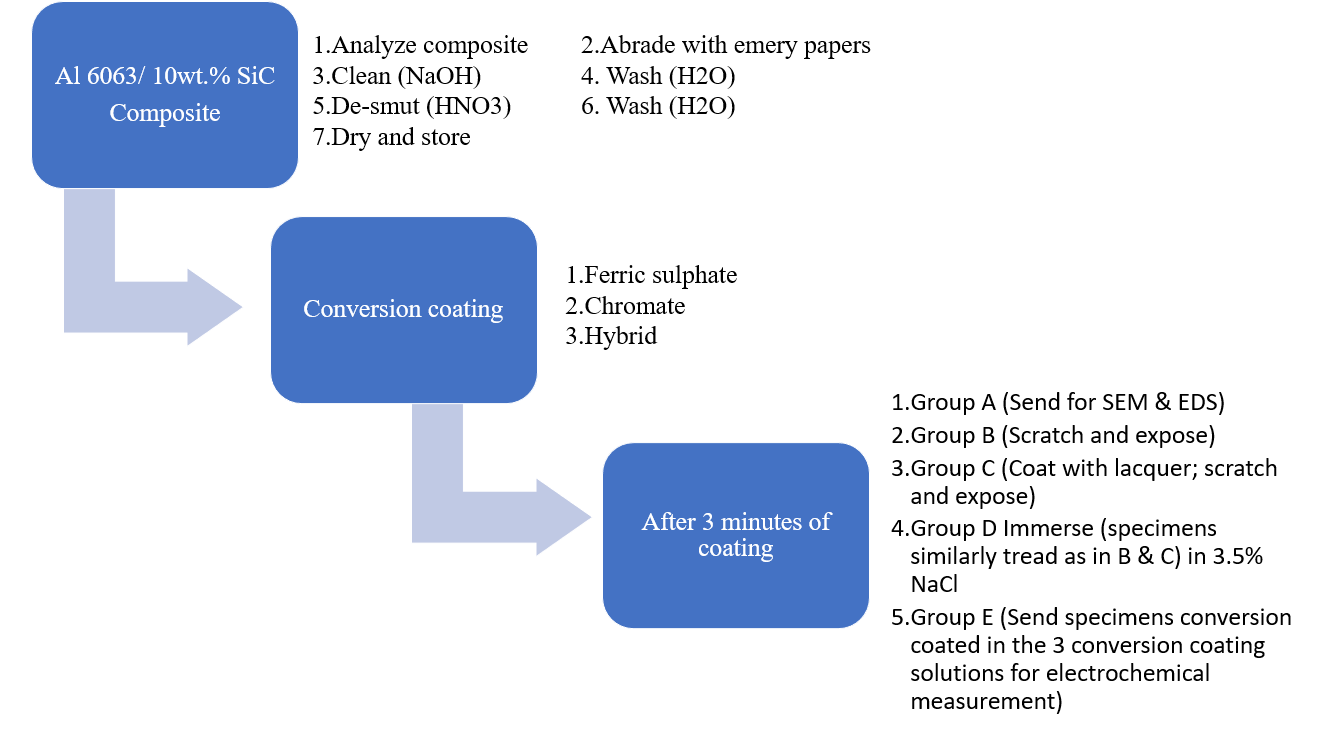 Al 6063/ 10wt.% SiC
Composite
1.Analyze composite 2.Abrade with emery papers
3.Clean (NaOH) 4. Wash (H2O)
5.De-smut (HNO3) 6. Wash (H2O)
7.Dry and store
Conversion coating
1.Ferric sulphate
2.Chromate
3.Hybrid
After 3 minutes of
coating
1.Group A (Send for SEM & EDS)
2.Group B (Scratch and expose)
3.Group C (Coat with lacquer; scratch
and expose)
4.Group D Immerse (specimens
similarly tread as in B & C) in 3.5%
NaCl
5.Group E (Send specimens conversion
coated in the 3 conversion coating
solutions for electrochemical
measurement)